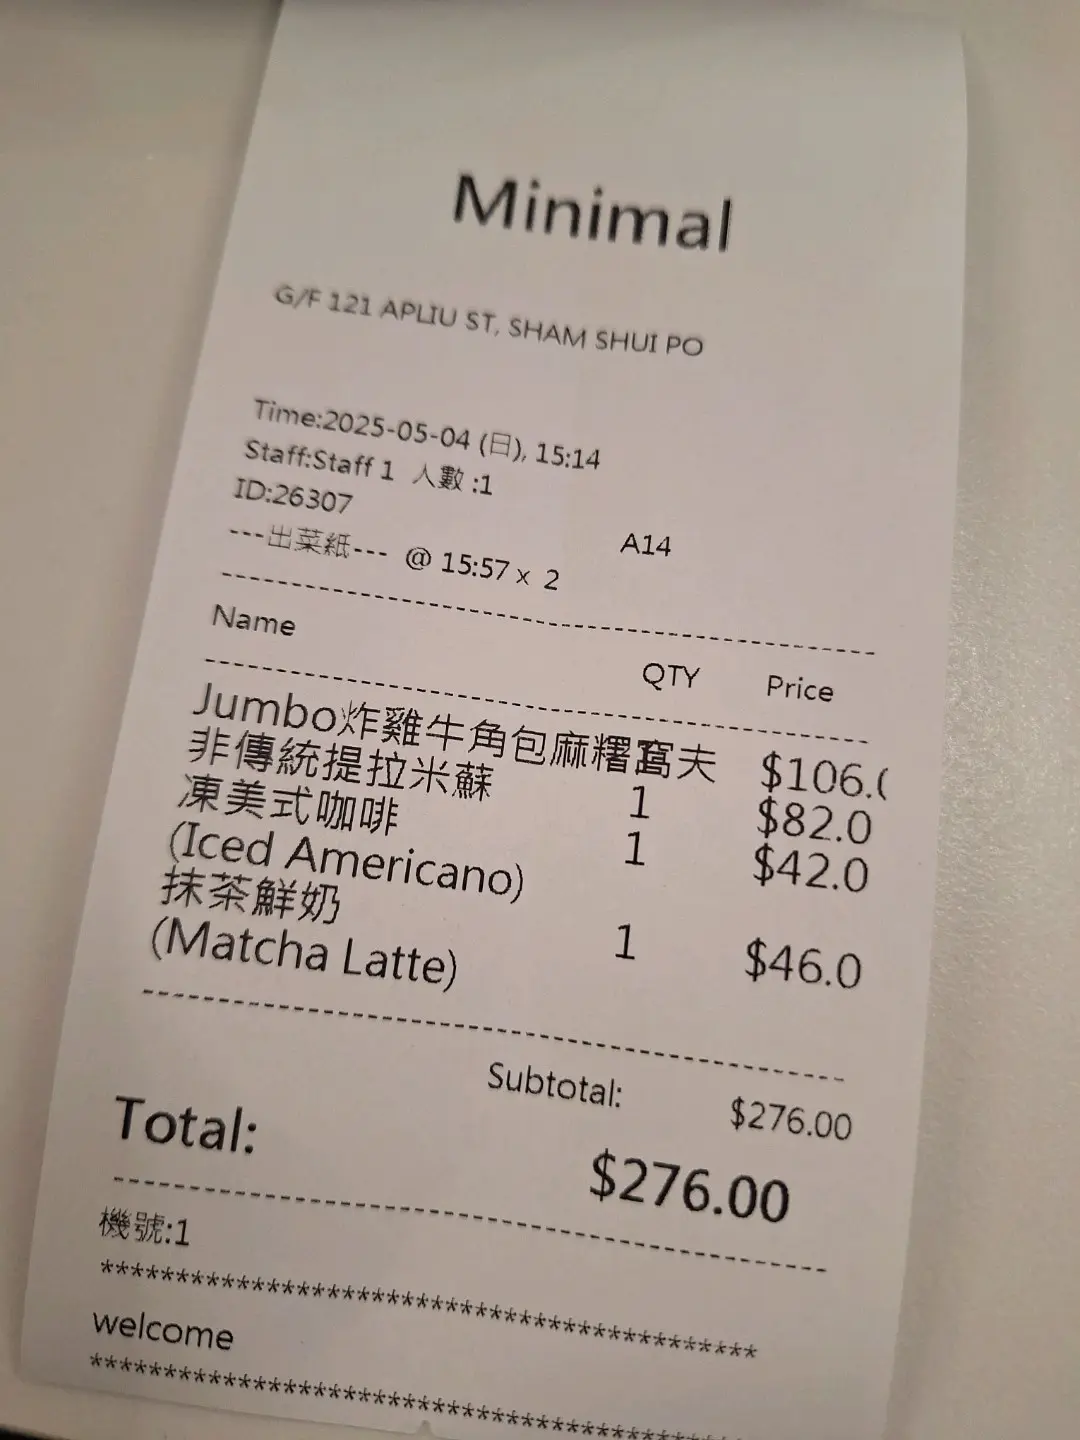 Minimal
G/F 121 APLIU ST, SHAM SHUI PO
Time:2025-05-04 (日), 15:14
Staff:Staff 1 人數 :1
ID:26307
A14
---出菜紙--- @ 15:57 x 2
Name QTY Price
Jumbo炸雞牛角包麻糬窩夫 $106.0
非傳統提拉米蘇 1 $82.0
凍美式咖啡 1 $42.0
(Iced Americano)
抹茶鮮奶 1 $46.0
(Matcha Latte)
Subtotal: $276.00
Total: $276.00
機號:1
********************************************
welcome
********************************************